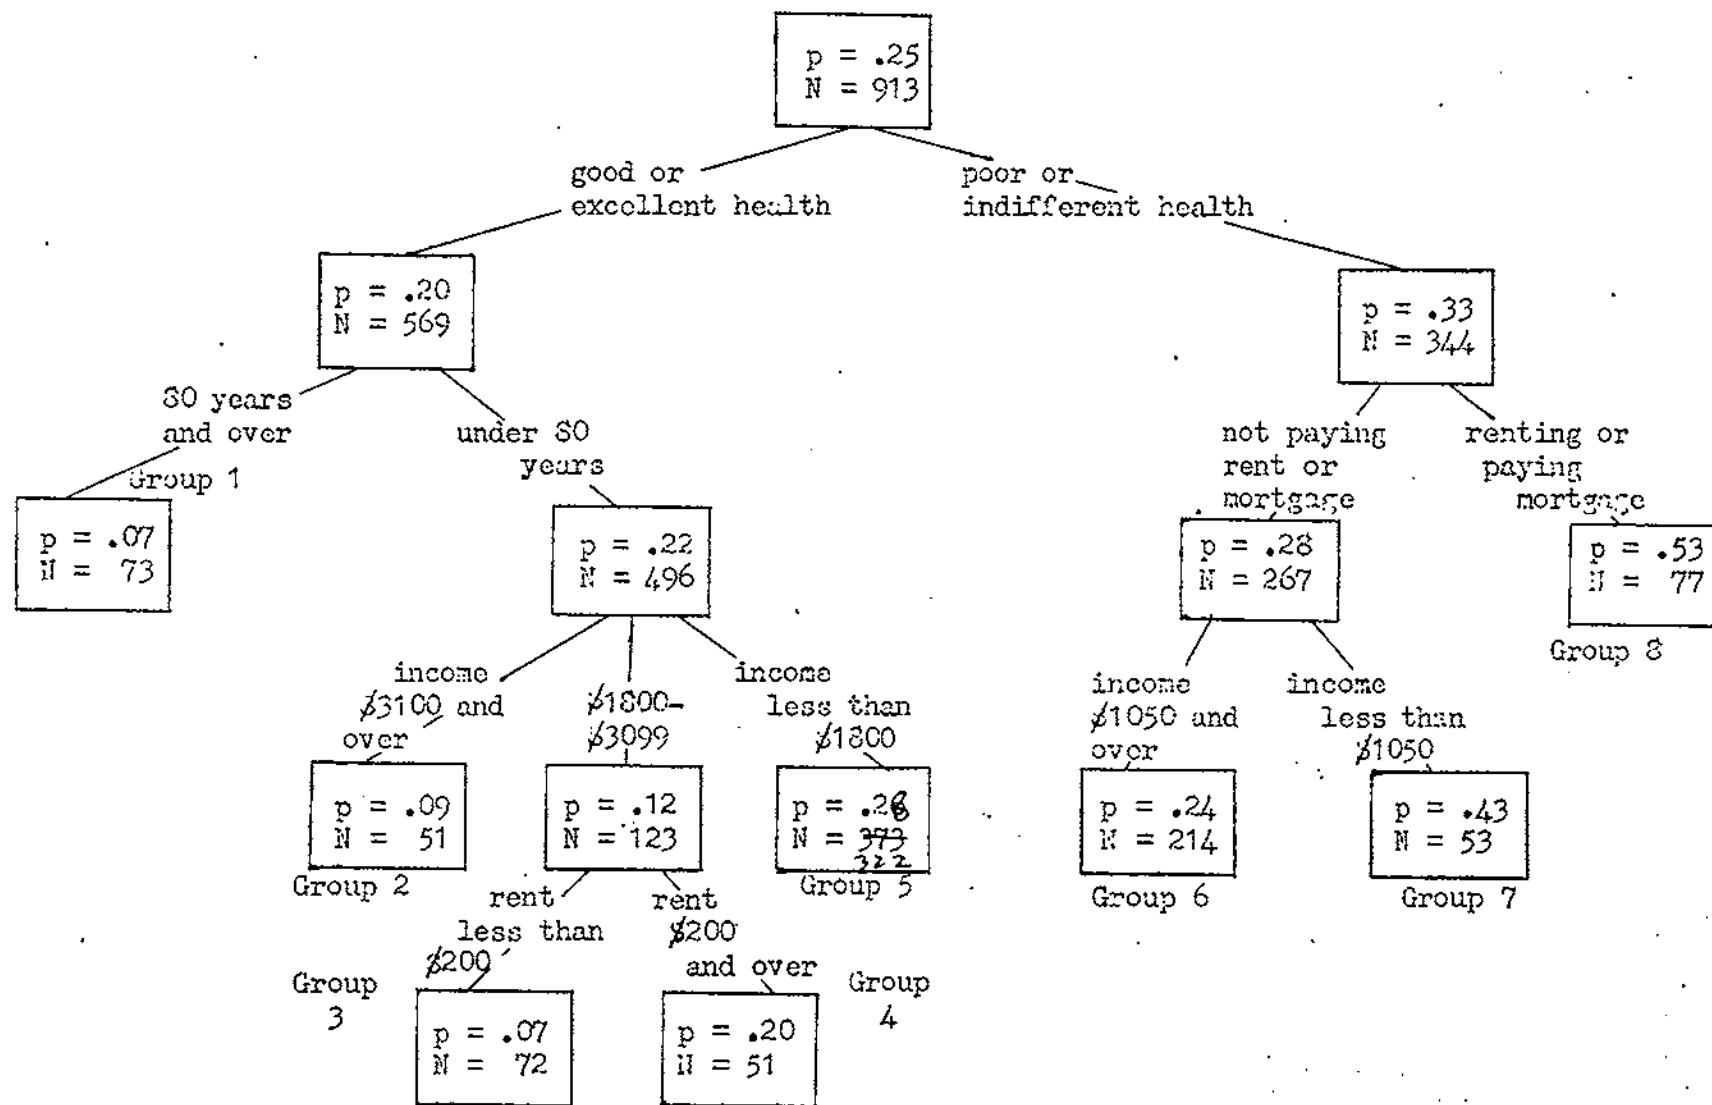 p = .25
N = 913
good or
excellent health
poor or
indifferent health
p = .20
N = 569
p = .33
N = 344
80 years
and over
under 80
years
not paying
rent or
mortgage
renting or
paying
mortgage
Group 1
p = .07
N = 73
p = .22
N = 496
p = .28
N = 267
p = .53
N = 77
Group 8
income
$3100 and
over
$1800-
$3099
income
less than
$1800
income
$1050 and
over
income
less than
$1050
p = .09
N = 51
Group 2
p = .12
N = 123
p = .28
N = 373
322
Group 5
p = .24
N = 214
Group 6
p = .43
N = 53
Group 7
rent
less than
$200
rent
$200
and over
Group
3
p = .07
N = 72
p = .20
N = 51
Group
4